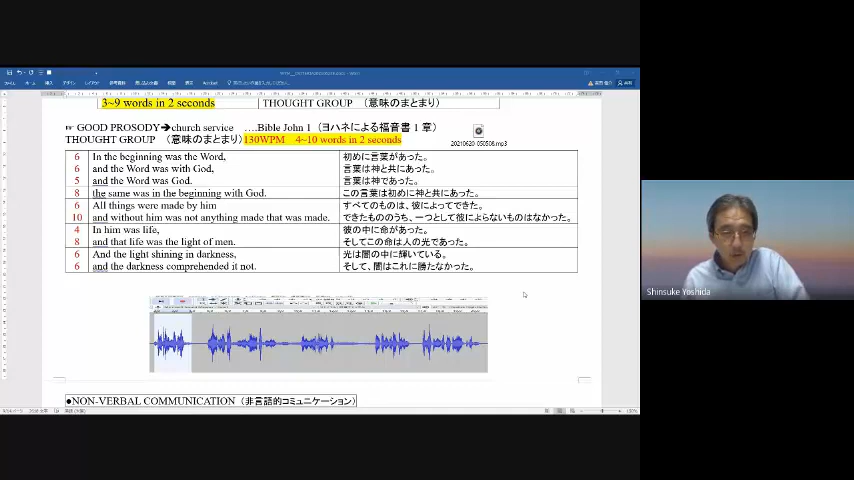 3~9 words in 2 seconds THOUGHT GROUP （意味のまとまり）
☞ GOOD PROSODY➔church service ….Bible John 1 （ヨハネによる福音書１章）
THOUGHT GROUP （意味のまとまり）130WPM 4~10 words in 2 seconds
20210620_050508.mp3
6 In the beginning was the Word, 初めに言葉があった。
6 and the Word was with God, 言葉は神と共にあった。
5 and the Word was God. 言葉は神であった。
8 the same was in the beginning with God. この言葉は初めに神と共にあった。
6 All things were made by him すべてのものは、彼によってできた。
10 and without him was not anything made that was made. できたもののうち、一つとして彼によらないものはなかった。
4 In him was life, 彼の中に命があった。
8 and that life was the light of men. そしてこの命は人の光であった。
6 And the light shining in darkness, 光は闇の中に輝いている。
6 and the darkness comprehended it not. そして、闇はこれに勝たなかった。
●NON-VERBAL COMMUNICATION （非言語的コミュニケーション）
Shinsuke Yoshida